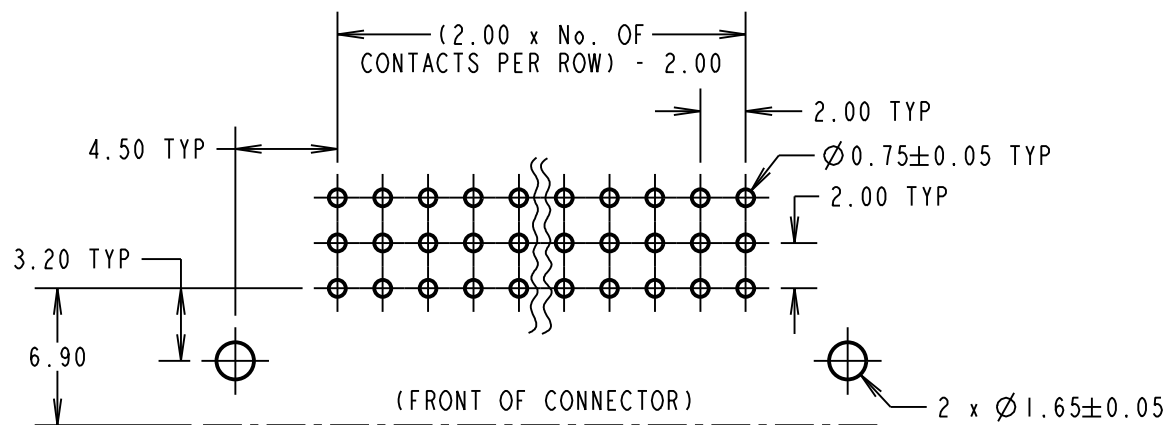 (2.00 x No. OF
CONTACTS PER ROW) - 2.00
2.00 TYP
4.50 TYP
Ø0.75±0.05 TYP
2.00 TYP
3.20 TYP
6.90
(FRONT OF CONNECTOR)
2 x Ø1.65±0.05